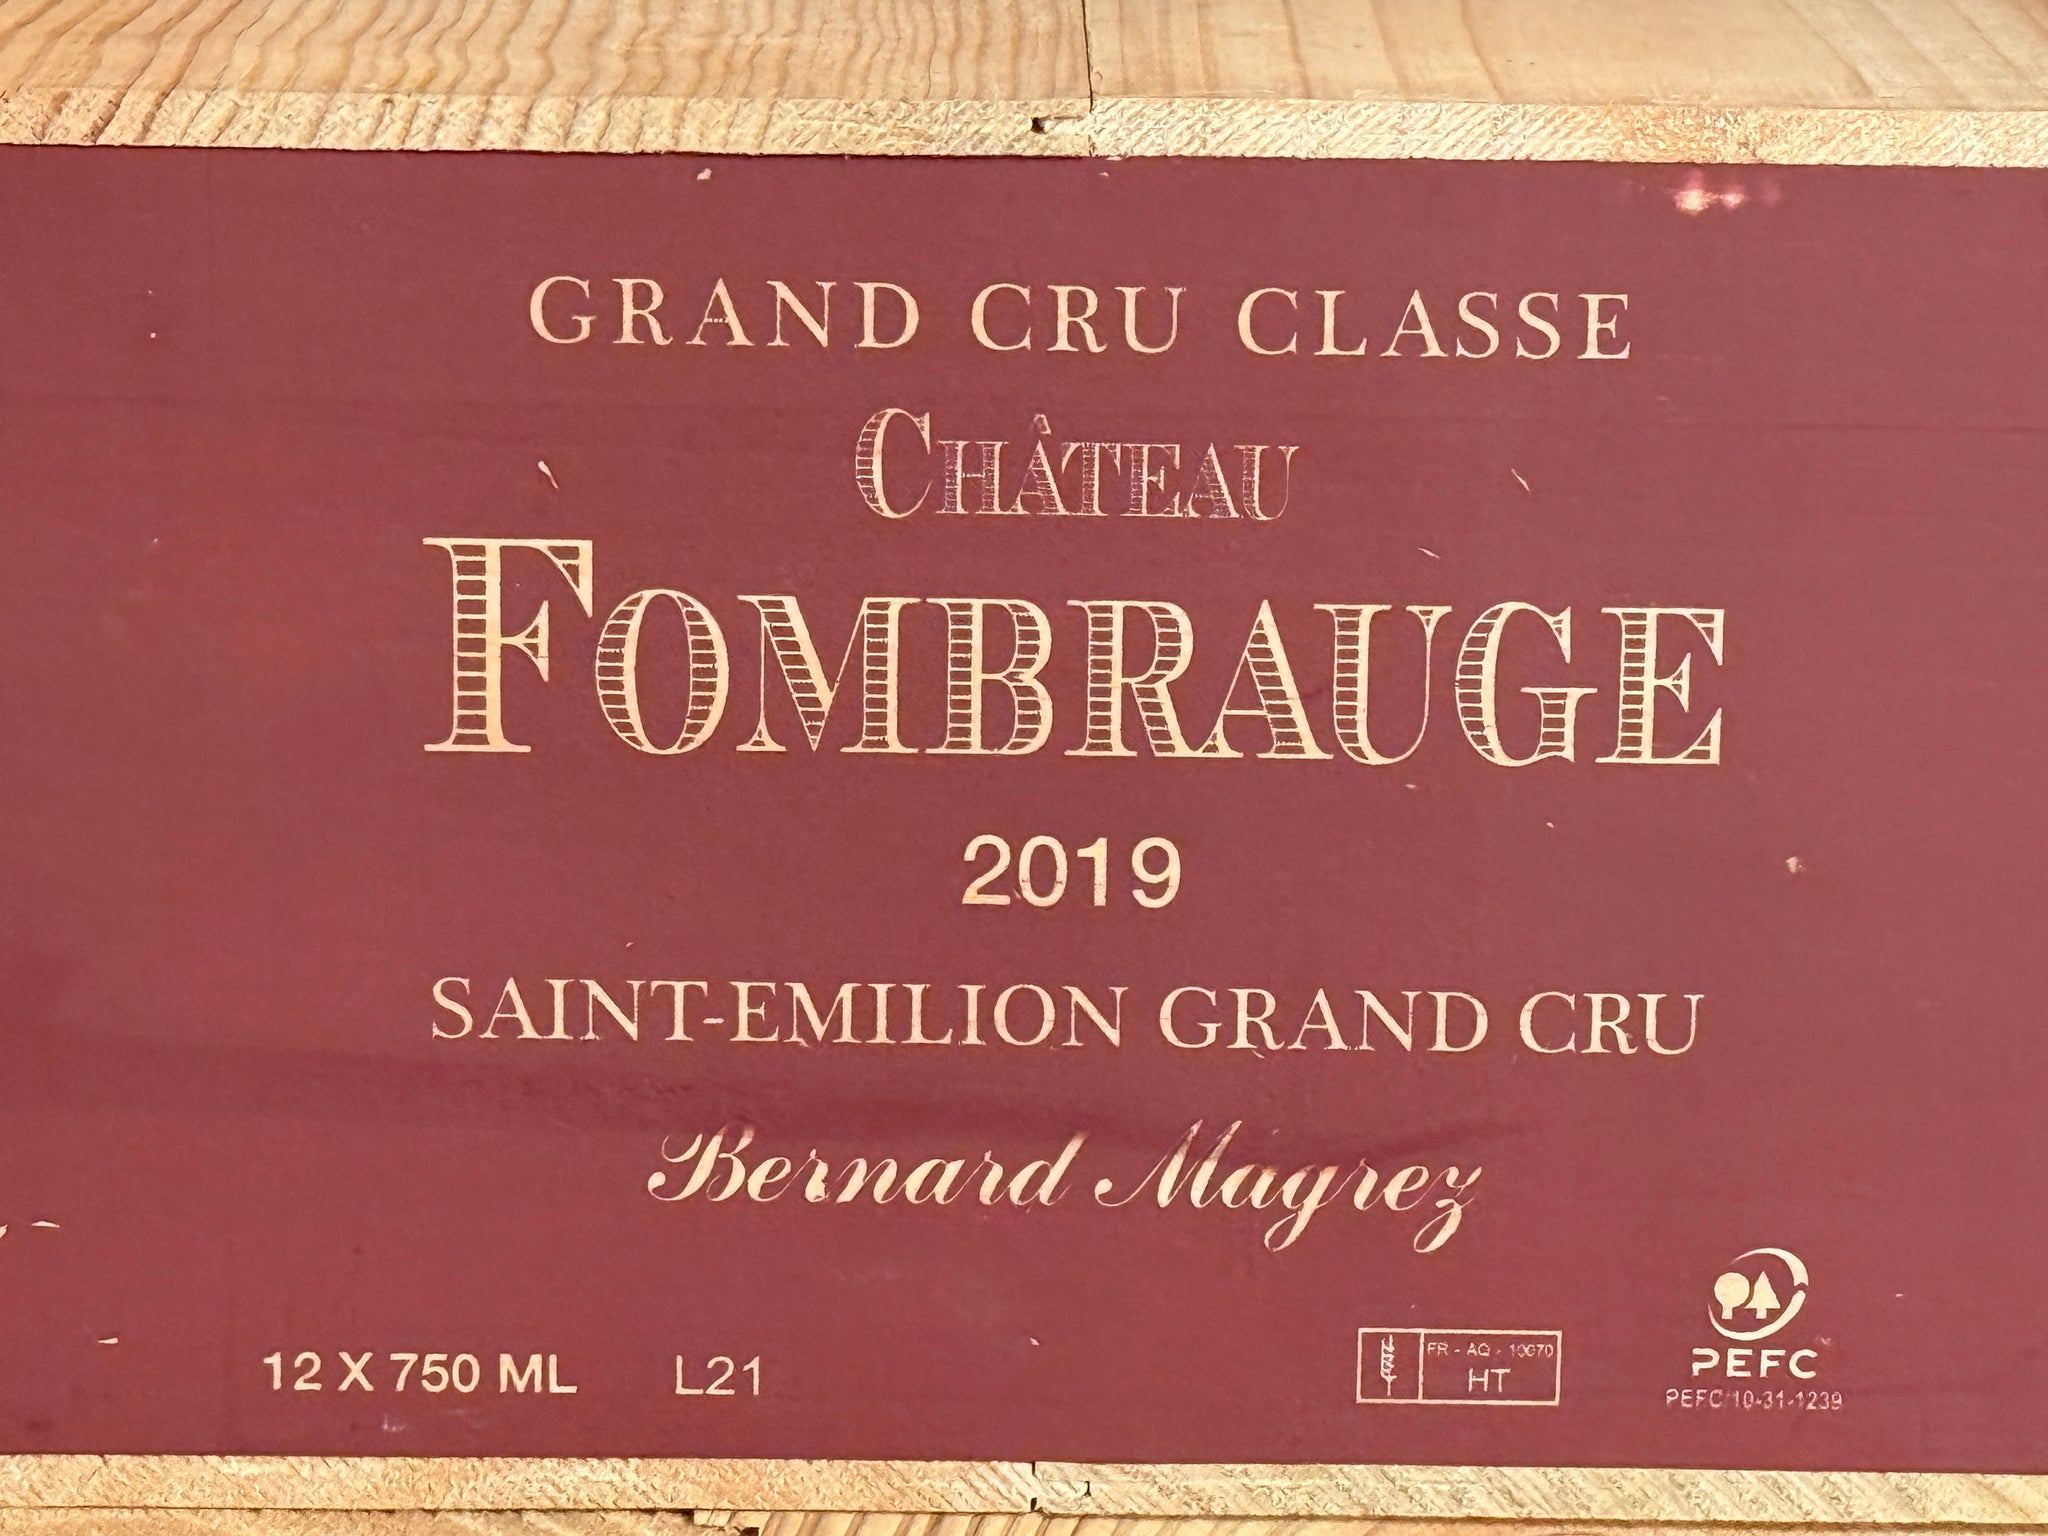 GRAND CRU CLASSE
CHÂTEAU
FOMBRAUGE
2019
SAINT-EMILION GRAND CRU
Bernard Magrez
12 X 750 ML L21
FR - AQ - 10070
HT
PEFC
PEFC/10-31-1239